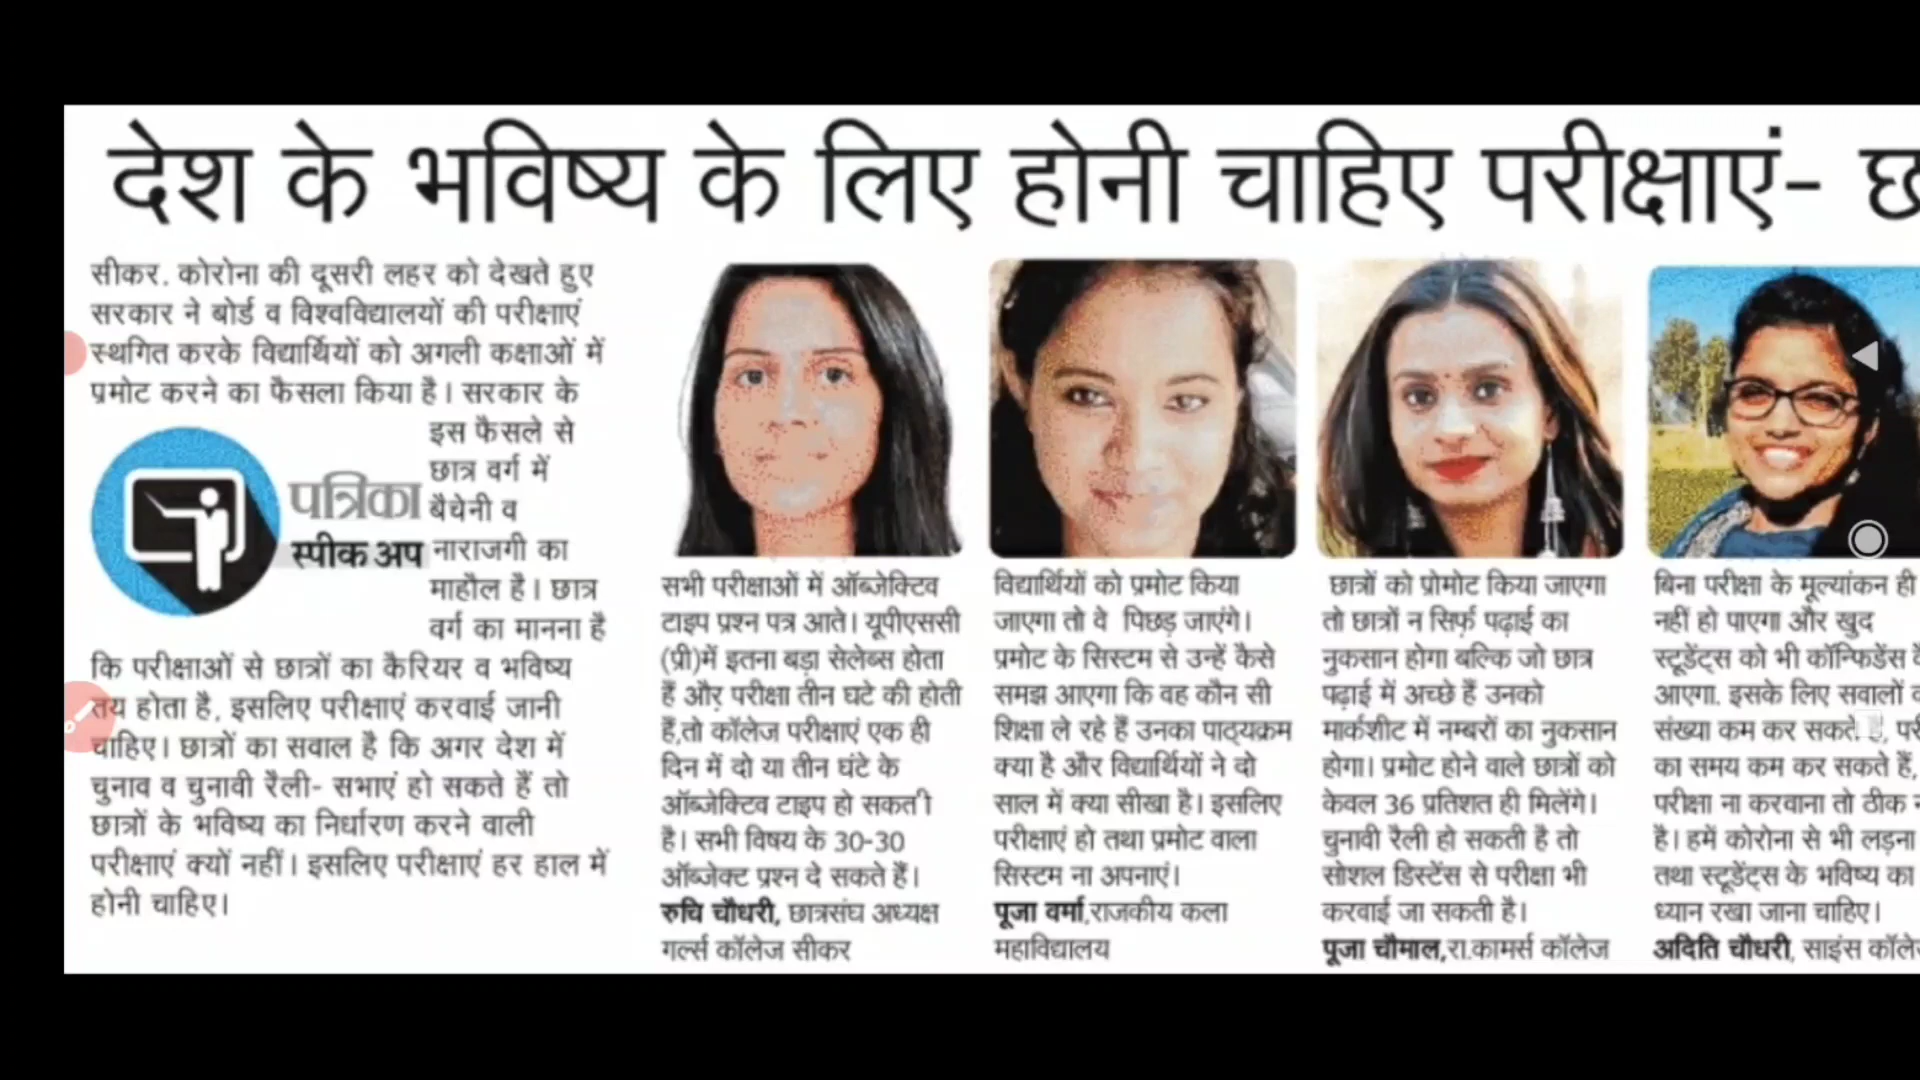 देश के भविष्य के लिए होनी चाहिए परीक्षाएं-
सीकर. कोरोना की दूसरी लहर को देखते हुए
सरकार ने बोर्ड व विश्वविद्यालयों की परीक्षाएं
स्थगित करके विद्यार्थियों को अगली कक्षाओं में
प्रमोट करने का फैसला किया है। सरकार के
इस फैसले से
छात्र वर्ग में
बैचेनी व
नाराजगी का
माहौल है। छात्र
वर्ग का मानना है
पत्रिका
स्पीक अप
कि परीक्षाओं से छात्रों का कैरियर व भविष्य
तय होता है, इसलिए परीक्षाएं करवाई जानी
चाहिए। छात्रों का सवाल है कि अगर देश में
चुनाव व चुनावी रैली- सभाएं हो सकते हैं तो
छात्रों के भविष्य का निर्धारण करने वाली
परीक्षाएं क्यों नहीं। इसलिए परीक्षाएं हर हाल में
होनी चाहिए।
सभी परीक्षाओं में ऑब्जेक्टिव
टाइप प्रश्न पत्र आते। यूपीएससी
(प्री)में इतना बड़ा सेलेब्स होता
हैं और परीक्षा तीन घटे की होती
हैं,तो कॉलेज परीक्षाएं एक ही
दिन में दो या तीन घंटे के
ऑब्जेक्टिव टाइप हो सकती
है। सभी विषय के 30-30
ऑब्जेक्ट प्रश्न दे सकते हैं।
रुचि चौधरी, छात्रसंघ अध्यक्ष
गर्ल्स कॉलेज सीकर
विद्यार्थियों को प्रमोट किया
जाएगा तो वे पिछड़ जाएंगे।
प्रमोट के सिस्टम से उन्हें कैसे
समझ आएगा कि वह कौन सी
शिक्षा ले रहे हैं उनका पाठ्यक्रम
क्या है और विद्यार्थियों ने दो
साल में क्या सीखा है। इसलिए
परीक्षाएं हो तथा प्रमोट वाला
सिस्टम ना अपनाएं।
पूजा वर्मा,राजकीय कला
महाविद्यालय
छात्रों को प्रोमोट किया जाएगा
तो छात्रों न सिर्फ पढ़ाई का
नुकसान होगा बल्कि जो छात्र
पढ़ाई में अच्छे हैं उनको
मार्कशीट में नम्बरों का नुकसान
होगा। प्रमोट होने वाले छात्रों को
केवल 36 प्रतिशत ही मिलेंगे।
चुनावी रैली हो सकती है तो
सोशल डिस्टेंस से परीक्षा भी
करवाई जा सकती है।
पूजा चौमाल,रा.कामर्स कॉलेज
बिना परीक्षा के मूल्यांकन ही
नहीं हो पाएगा और खुद
स्टूडेंट्स को भी कॉन्फिडेंस
आएगा. इसके लिए सवालों
संख्या कम कर सकते
का समय कम कर सकते हैं,
परीक्षा ना करवाना तो ठीक
है। हमें कोरोना से भी लड़ना
तथा स्टूडेंट्स के भविष्य का
ध्यान रखा जाना चाहिए।
अदिति चौधरी, साइंस